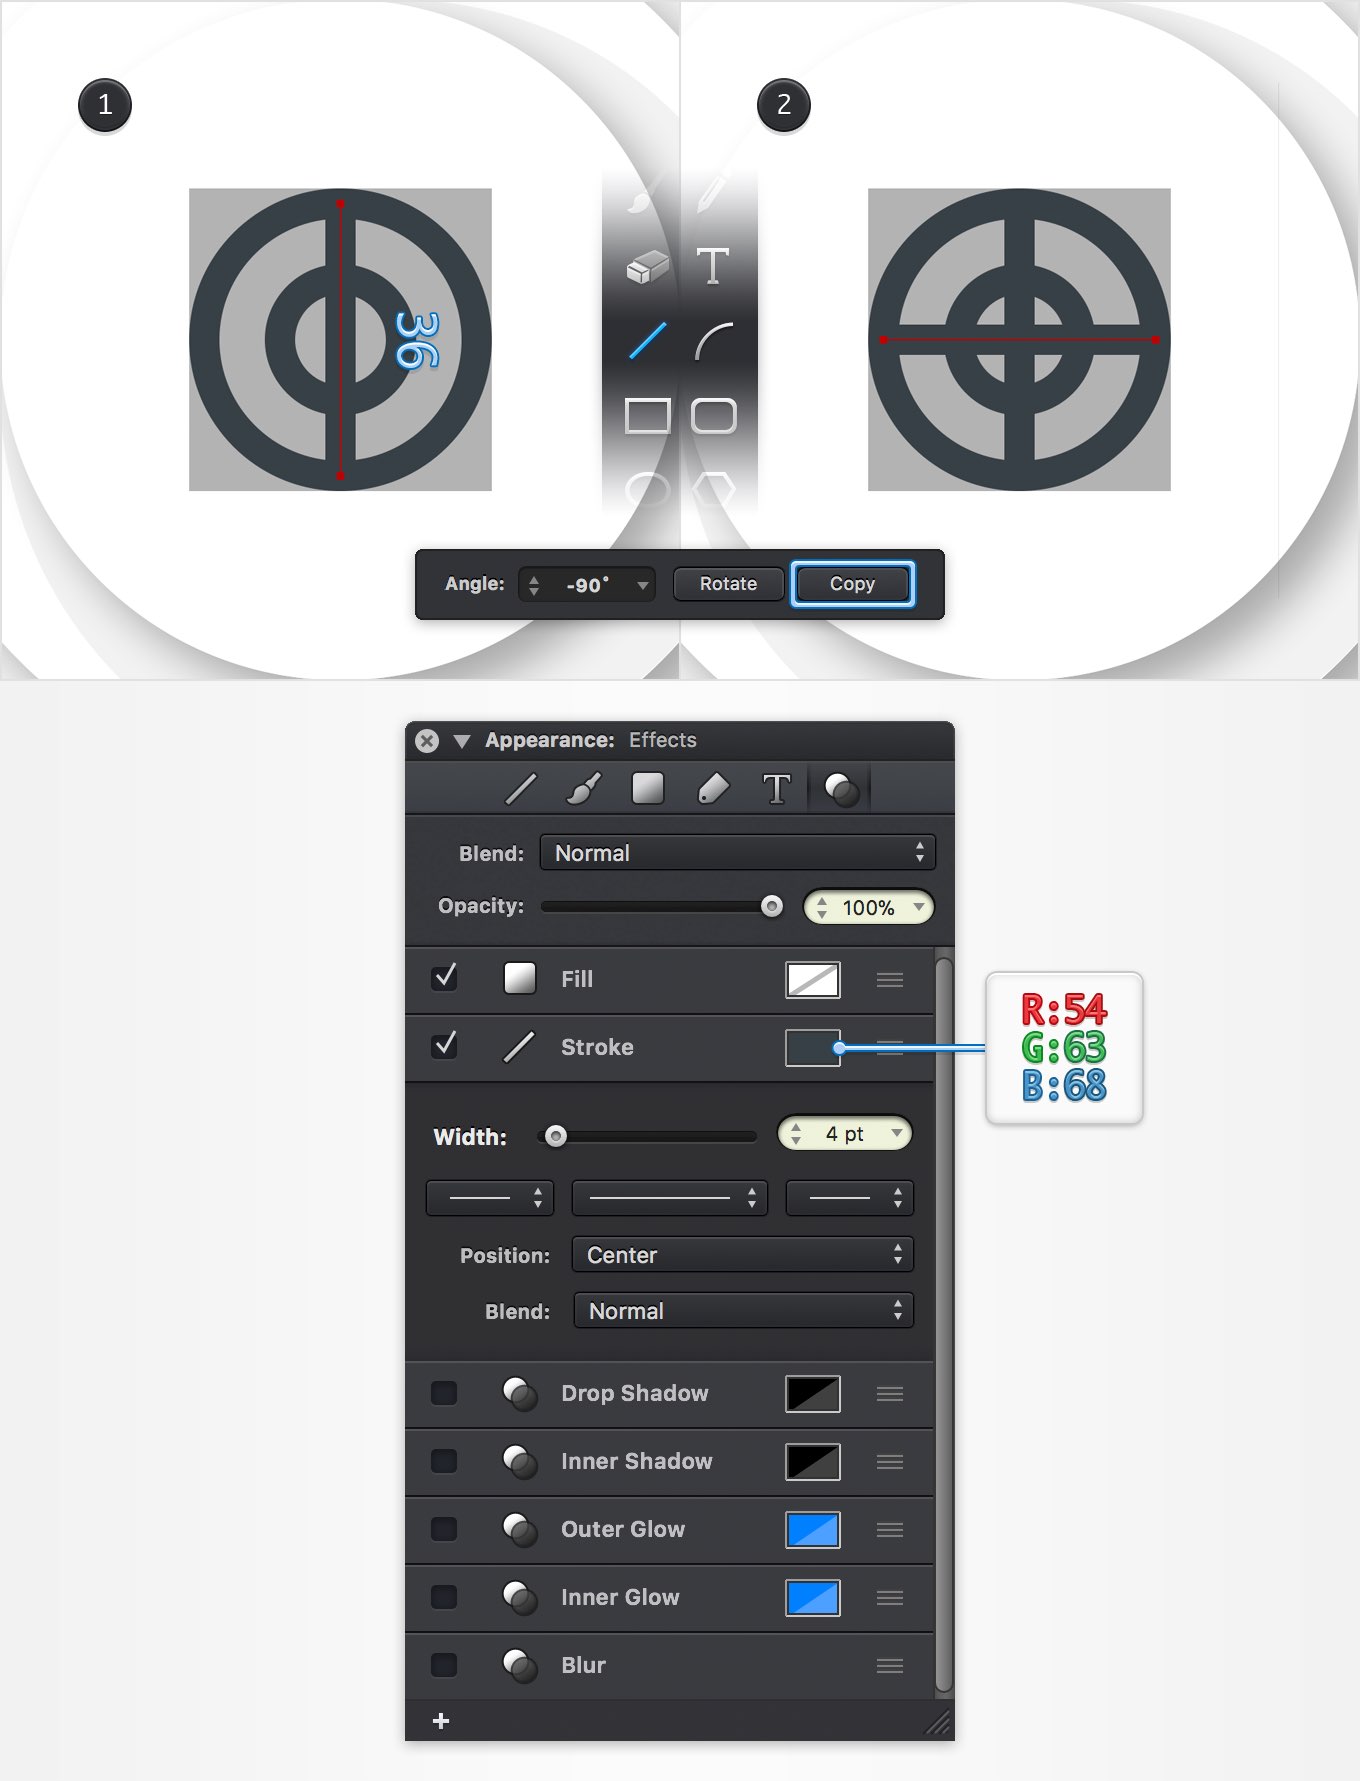 1
2
36
Angle: -90° Rotate Copy
Appearance: Effects
T
Blend: Normal
Opacity: 100%
Fill
Stroke
R:54
G:63
B:68
Width: 4 pt
Position: Center
Blend: Normal
Drop Shadow
Inner Shadow
Outer Glow
Inner Glow
Blur
+